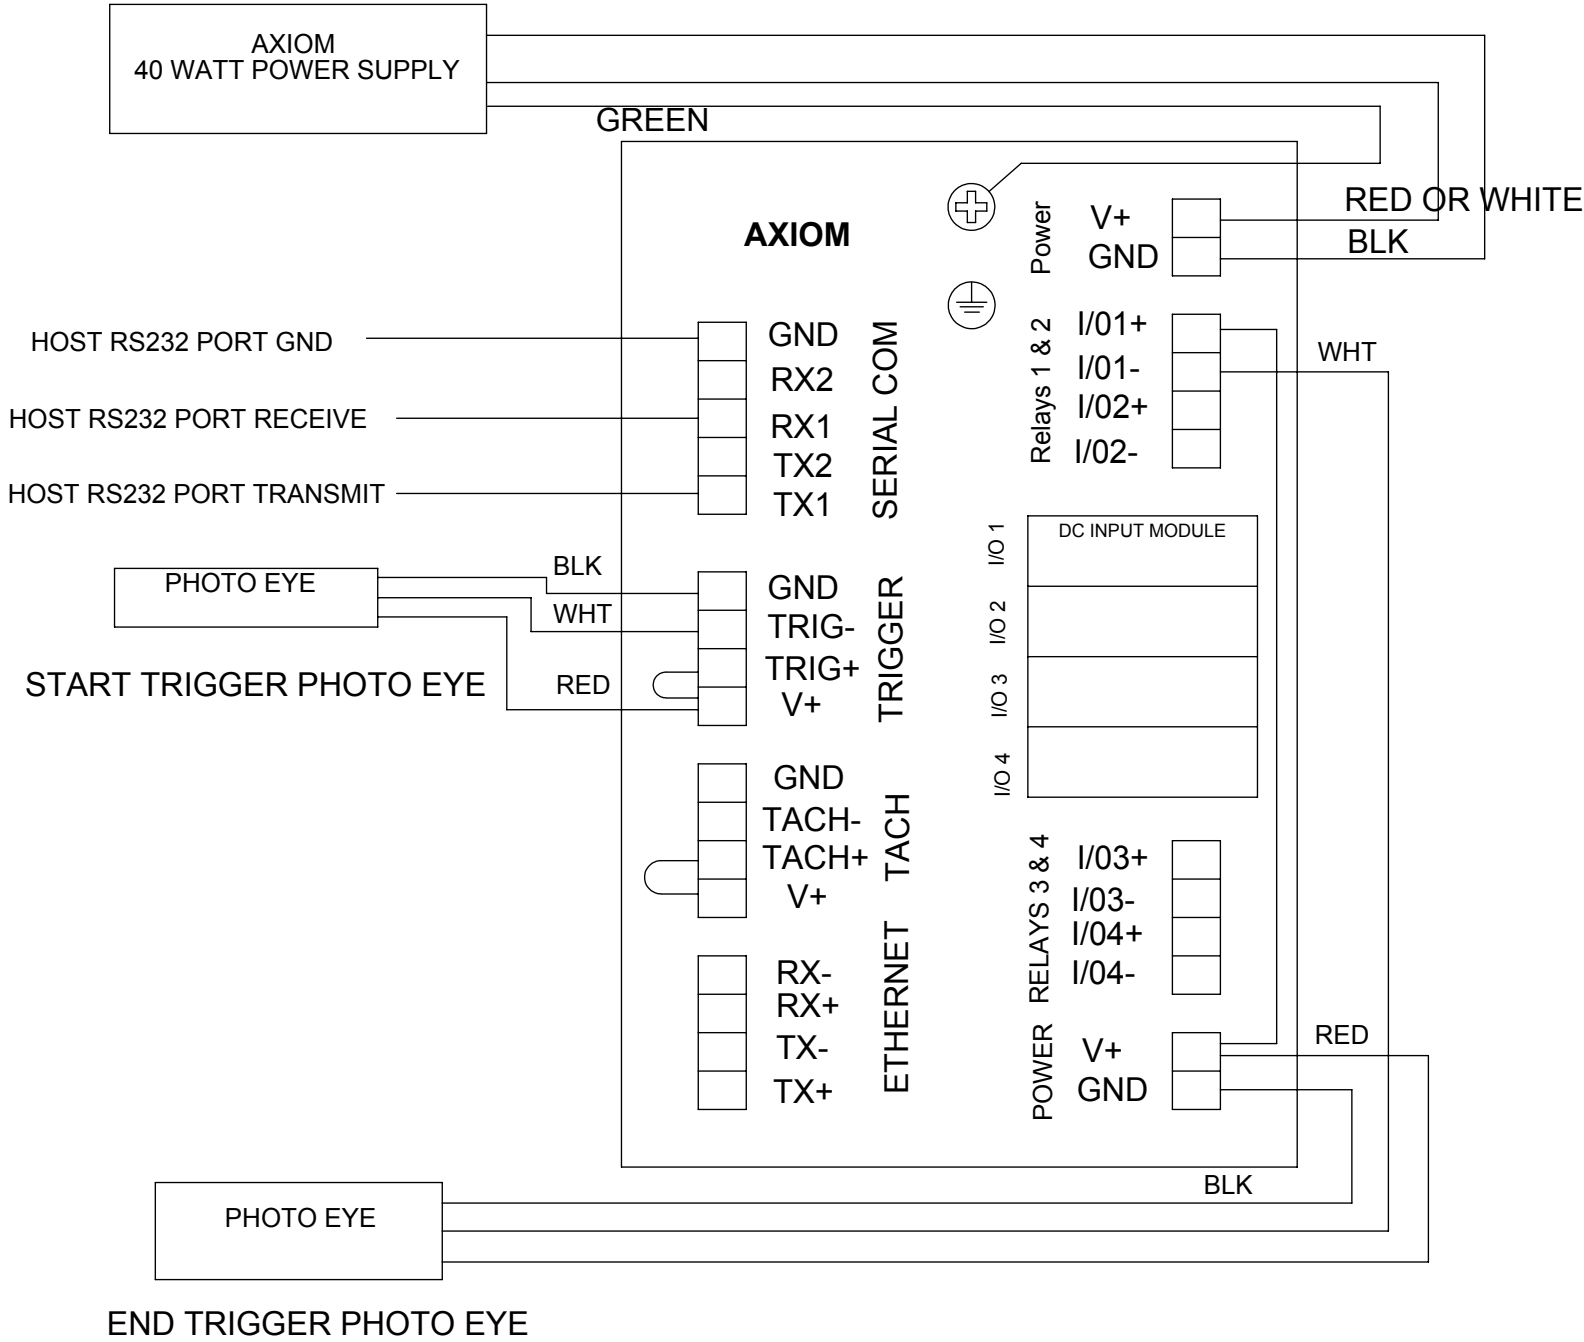 AXIOM
40 WATT POWER SUPPLY
GREEN
RED OR WHITE
BLK
AXIOM
Power
V+
GND
HOST RS232 PORT GND
HOST RS232 PORT RECEIVE
HOST RS232 PORT TRANSMIT
GND
RX2
RX1
TX2
TX1
SERIAL COM
Relays 1 & 2
I/01+
I/01-
I/02+
I/02-
WHT
PHOTO EYE
BLK
WHT
RED
START TRIGGER PHOTO EYE
GND
TRIG-
TRIG+
V+
TRIGGER
I/O 1
I/O 2
I/O 3
I/O 4
DC INPUT MODULE
GND
TACH-
TACH+
V+
TACH
RX-
RX+
TX-
TX+
ETHERNET
RELAYS 3 & 4
I/03+
I/03-
I/04+
I/04-
POWER
V+
GND
RED
BLK
PHOTO EYE
END TRIGGER PHOTO EYE